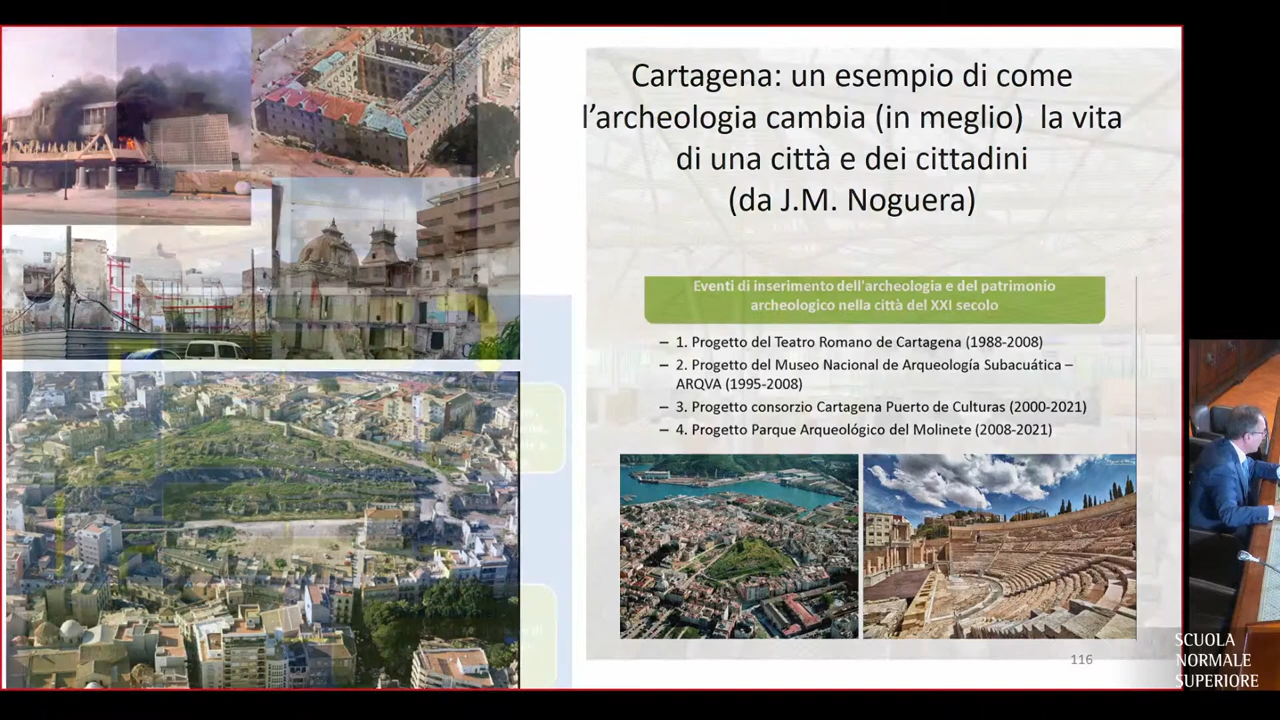 Cartagena: un esempio di come
l'archeologia cambia (in meglio) la vita
di una città e dei cittadini
(da J.M. Noguera)
Eventi di inserimento dell'archeologia e del patrimonio
archeologico nella città del XXI secolo
– 1. Progetto del Teatro Romano de Cartagena (1988-2008)
– 2. Progetto del Museo Nacional de Arqueología Subacuática –
ARQVA (1995-2008)
– 3. Progetto consorzio Cartagena Puerto de Culturas (2000-2021)
– 4. Progetto Parque Arqueológico del Molinete (2008-2021)
116
SCUOLA
NORMALE
SUPERIORE